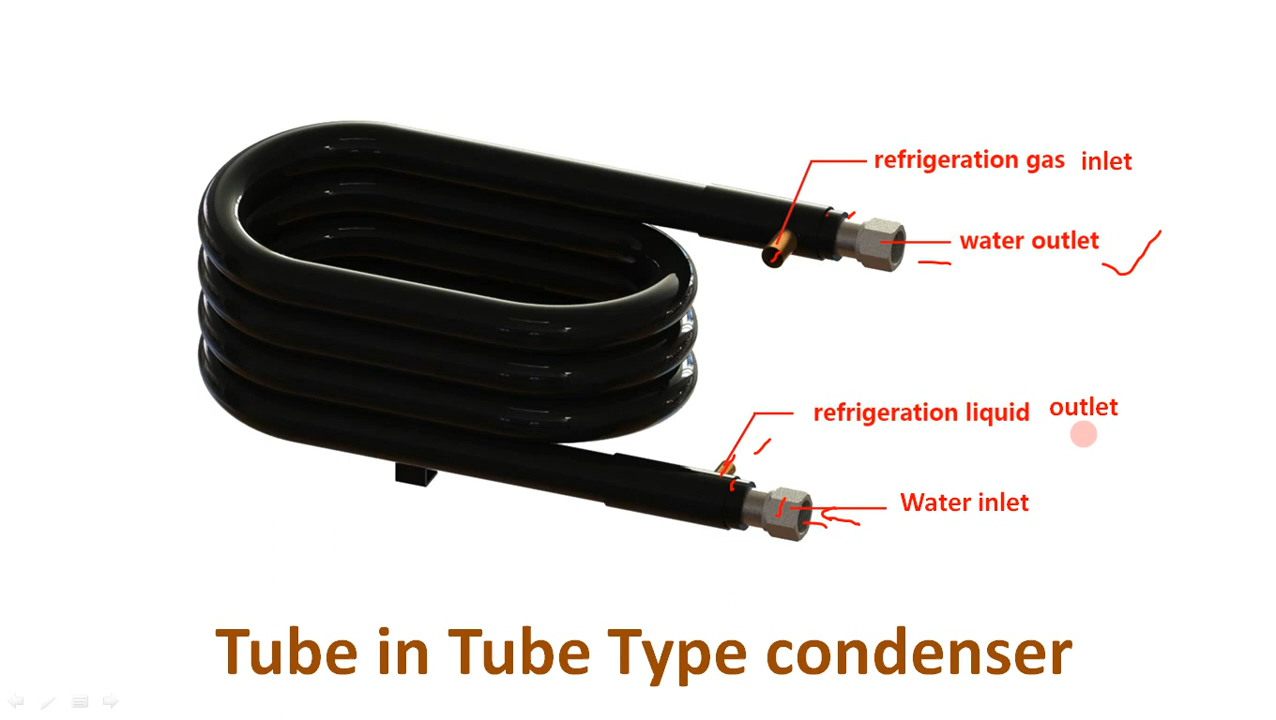 refrigeration gas inlet
water outlet
refrigeration liquid outlet
Water inlet
Tube in Tube Type condenser